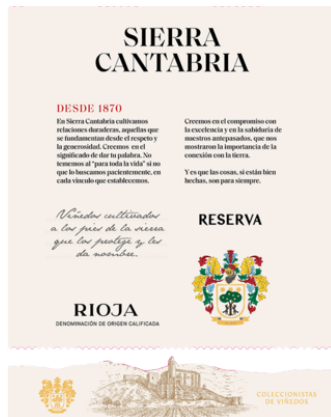 SIERRA
CANTABRIA
DESDE 1870
En Sierra Cantabria cultivamos
relaciones duraderas, aquellas que
se fundamentan desde el respeto y
la generosidad. Creemos en el
significado de dar tu palabra. No
tenemos al "para toda la vida" si no
que lo buscamos pacientemente, en
cada vínculo que establecemos.
Creemos en el compromiso con
la excelencia y en la sabiduría de
nuestros antepasados, que nos
mostraron la importancia de la
conexión con la tierra.
Y es que las cosas, si están bien
hechas, son para siempre.
Viñedos cultivados
a los pies de la sierra
que los protege y les
da nombre.
RESERVA
RIOJA
DENOMINACIÓN DE ORIGEN CALIFICADA
COLECCIONISTAS
DE VIÑEDOS